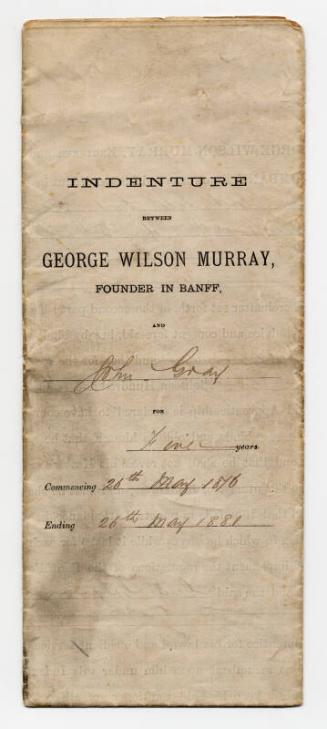 INDENTURE
BETWEEN
GEORGE WILSON MURRAY,
FOUNDER IN BANFF,
AND
John Gray
FOR
Five years
Commencing 26th May 1876
Ending 26th May 1881